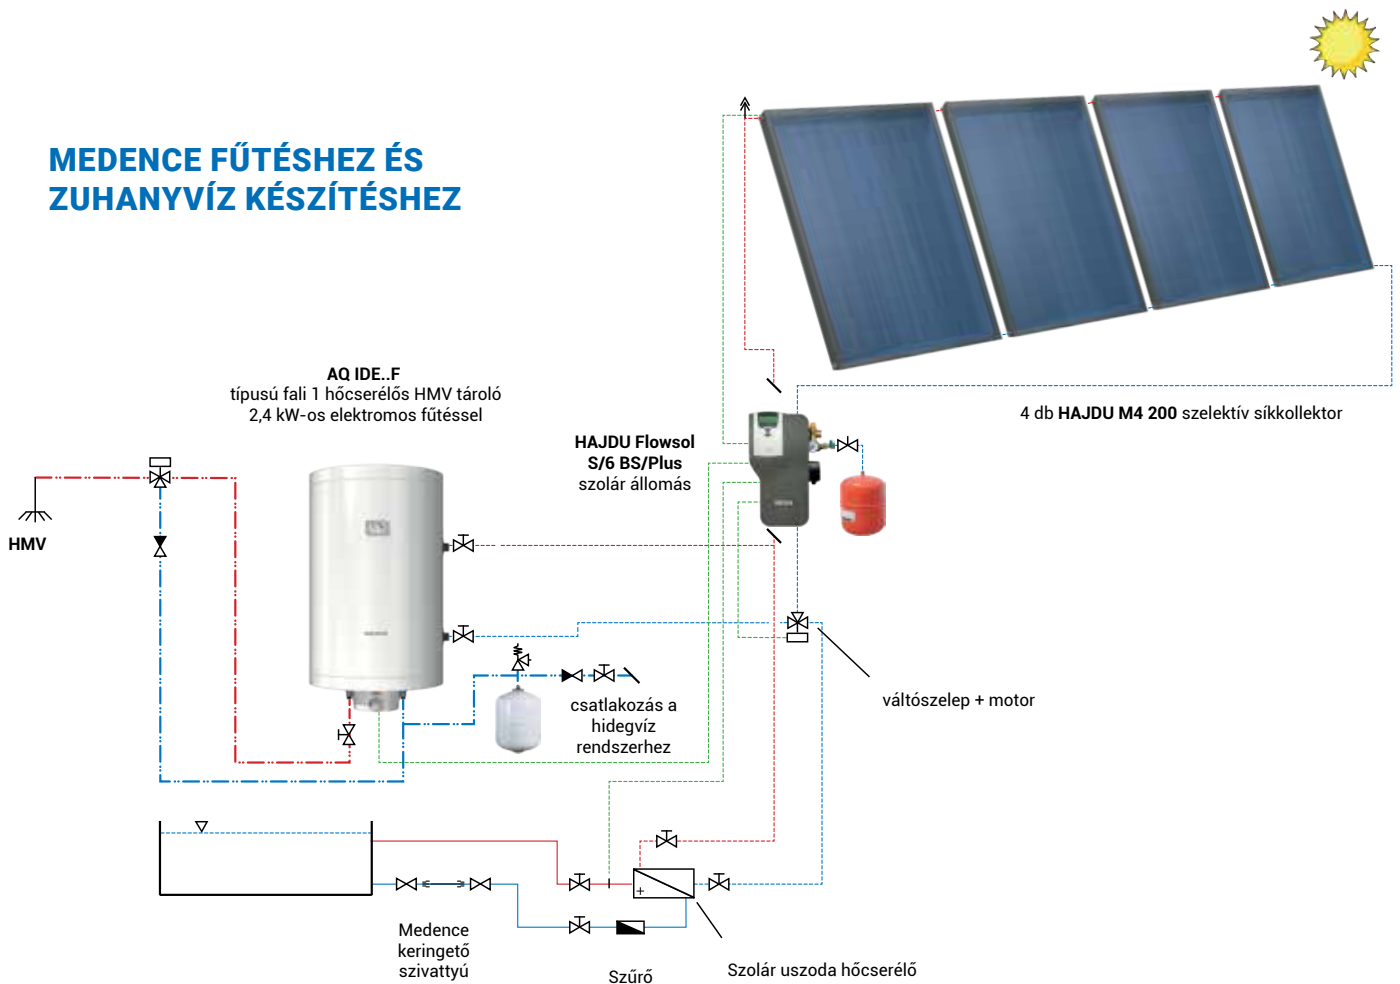 MEDENCE FŰTÉSHEZ ÉS
ZUHANYVÍZ KÉSZÍTÉSHEZ
AQ IDE..F
típusú fali 1 hőcserélős HMV tároló
2,4 kW-os elektromos fűtéssel
4 db HAJDU M4 200 szelektív síkkollektor
HAJDU Flowsol
S/6 BS/Plus
szolár állomás
HMV
csatlakozás a
hidegvíz
rendszerhez
váltószelep + motor
+
Medence
keringető
szivattyú
Szűrő
Szolár uszoda hőcserélő